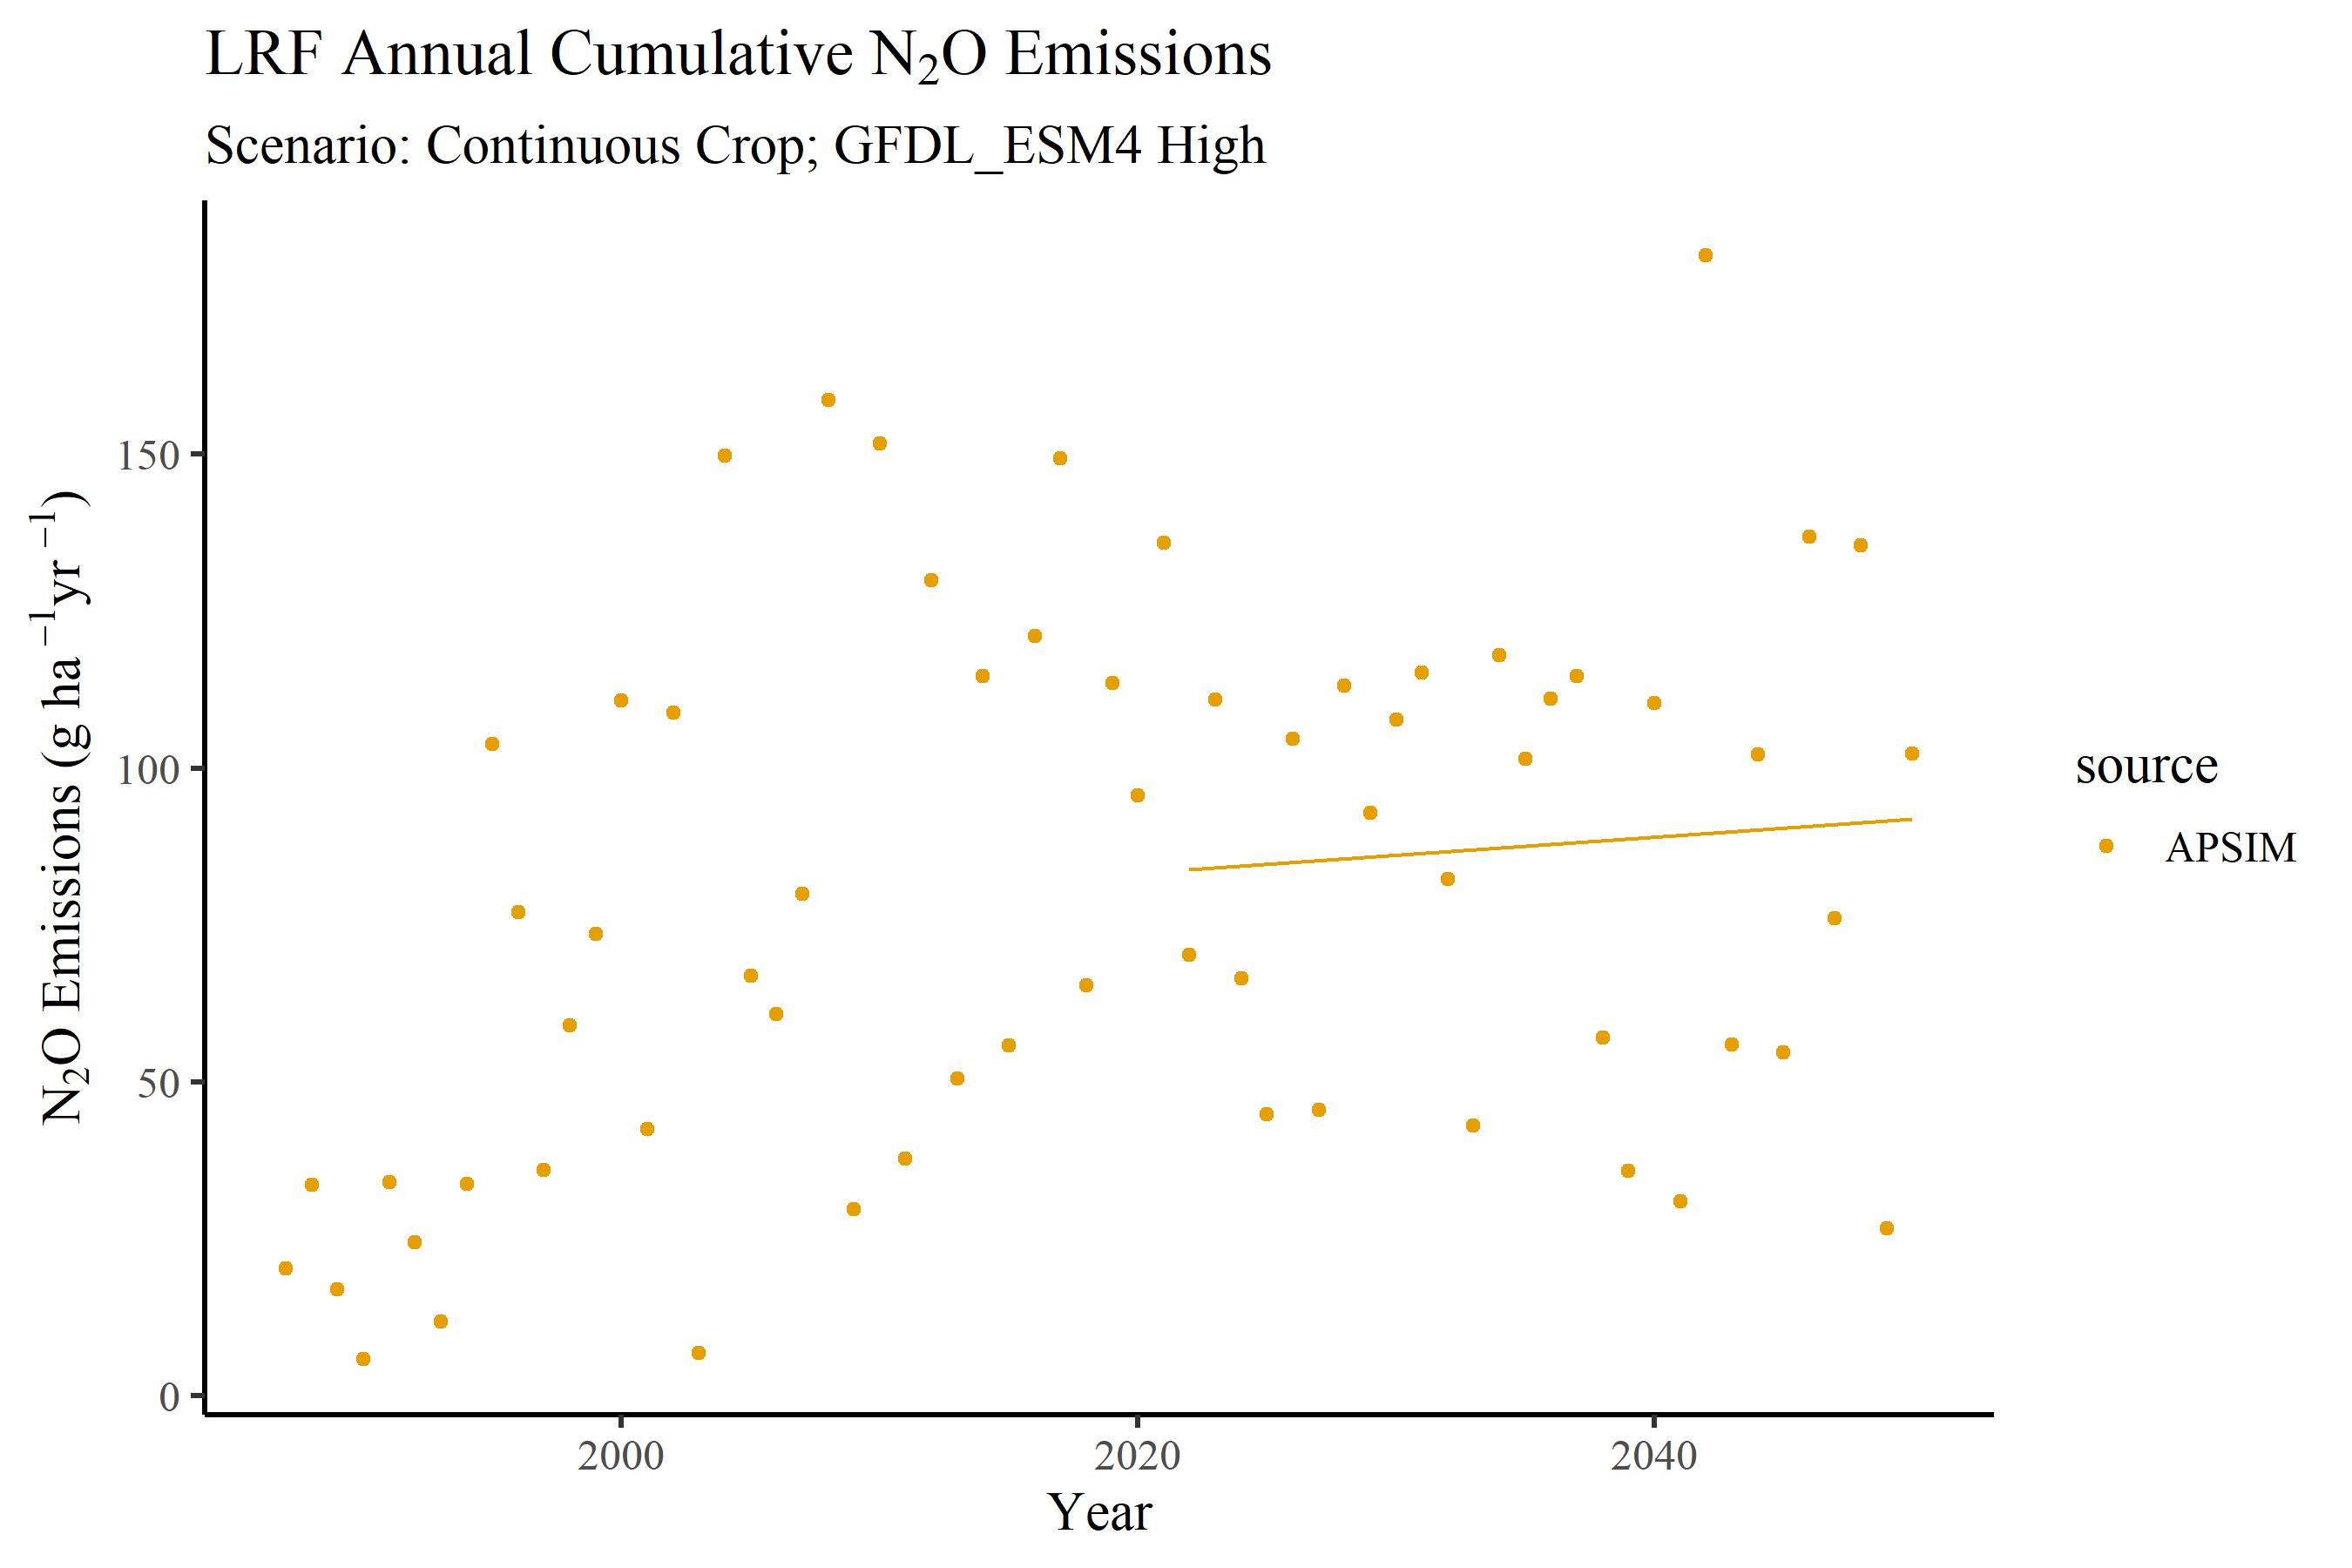 LRF Annual Cumulative N₂O Emissions
Scenario: Continuous Crop; GFDL_ESM4 High
N₂O Emissions (g ha ⁻¹yr ⁻¹)
150
100
50
0
2000 2020 2040
Year
source
APSIM